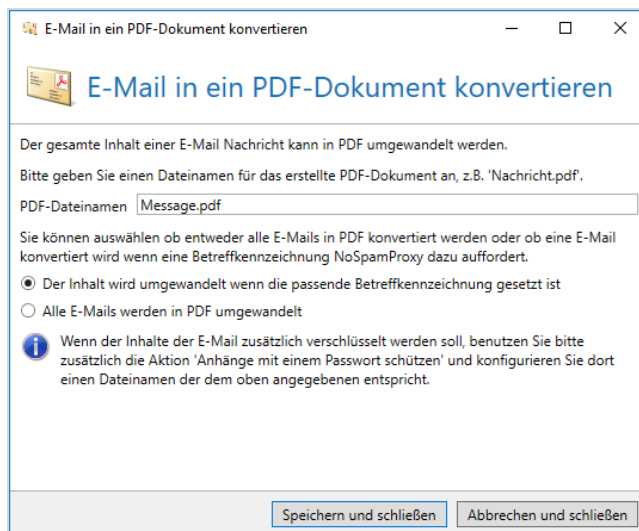 E-Mail in ein PDF-Dokument konvertieren
E-Mail in ein PDF-Dokument konvertieren
Der gesamte Inhalt einer E-Mail Nachricht kann in PDF umgewandelt werden.
Bitte geben Sie einen Dateinamen für das erstellte PDF-Dokument an, z.B. 'Nachricht.pdf'.
PDF-Dateinamen Message.pdf
Sie können auswählen ob entweder alle E-Mails in PDF konvertiert werden oder ob eine E-Mail
konvertiert wird wenn eine Betreffkennzeichnung NoSpamProxy dazu auffordert.
Der Inhalt wird umgewandelt wenn die passende Betreffkennzeichnung gesetzt ist
Alle E-Mails werden in PDF umgewandelt
Wenn der Inhalte der E-Mail zusätzlich verschlüsselt werden soll, benutzen Sie bitte
zusätzlich die Aktion 'Anhänge mit einem Passwort schützen' und konfigurieren Sie dort
einen Dateinamen der dem oben angegebenen entspricht.
Speichern und schließen Abbrechen und schließen